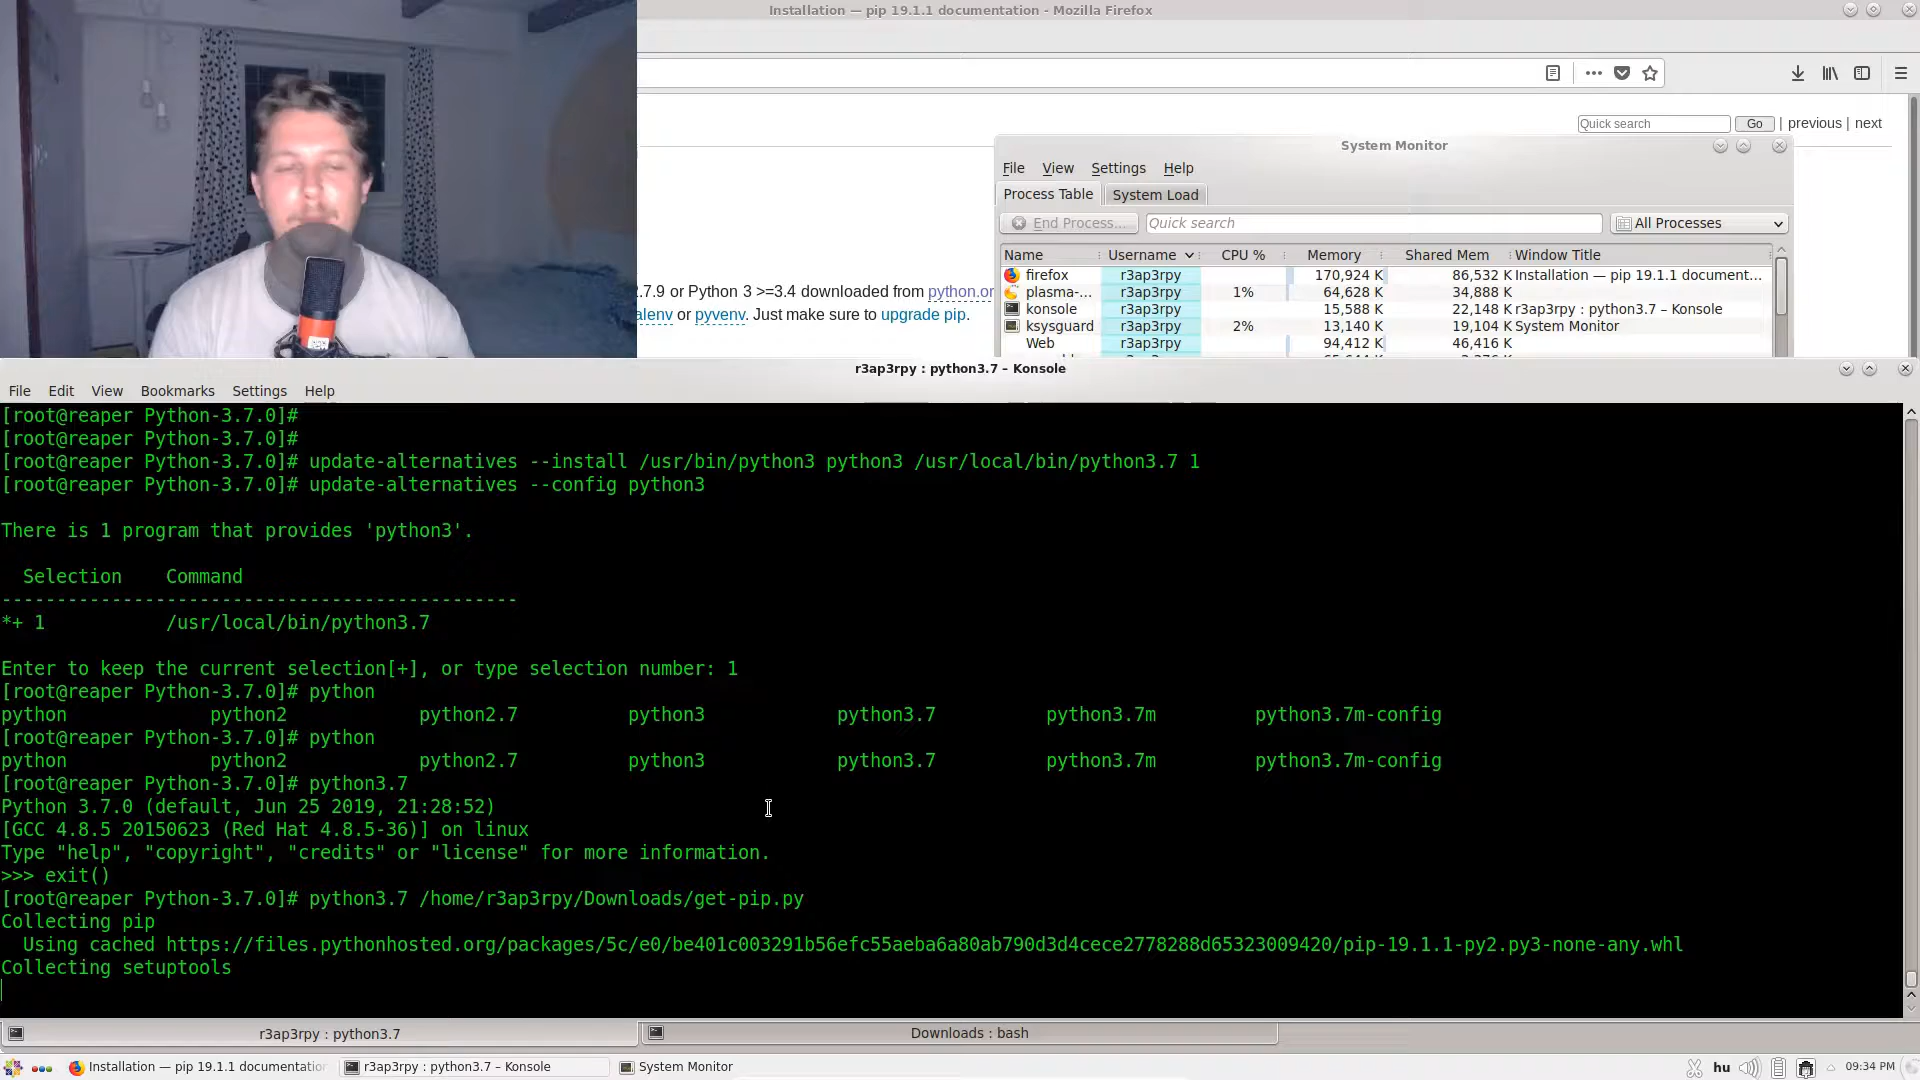 Installation — pip 19.1.1 documentation - Mozilla Firefox
Quick search Go | previous | next
System Monitor
File View Settings Help
Process Table System Load
End Process... Quick search All Processes
Name Username CPU % Memory Shared Mem Window Title
firefox r3ap3rpy 170,924 K 86,532 K Installation — pip 19.1.1 document...
plasma-... r3ap3rpy 1% 64,628 K 34,888 K
konsole r3ap3rpy 15,588 K 22,148 K r3ap3rpy : python3.7 – Konsole
ksysguard r3ap3rpy 2% 13,140 K 19,104 K System Monitor
Web r3ap3rpy 94,412 K 46,416 K
.7.9 or Python 3 >=3.4 downloaded from python.or
alenv or pyvenv. Just make sure to upgrade pip.
r3ap3rpy : python3.7 – Konsole
File Edit View Bookmarks Settings Help
[root@reaper Python-3.7.0]#
[root@reaper Python-3.7.0]#
[root@reaper Python-3.7.0]# update-alternatives --install /usr/bin/python3 python3 /usr/local/bin/python3.7 1
[root@reaper Python-3.7.0]# update-alternatives --config python3
There is 1 program that provides 'python3'.
Selection Command
-----------------------------------------------
*+ 1 /usr/local/bin/python3.7
Enter to keep the current selection[+], or type selection number: 1
[root@reaper Python-3.7.0]# python
python python2 python2.7 python3 python3.7 python3.7m python3.7m-config
[root@reaper Python-3.7.0]# python
python python2 python2.7 python3 python3.7 python3.7m python3.7m-config
[root@reaper Python-3.7.0]# python3.7
Python 3.7.0 (default, Jun 25 2019, 21:28:52)
[GCC 4.8.5 20150623 (Red Hat 4.8.5-36)] on linux
Type "help", "copyright", "credits" or "license" for more information.
>>> exit()
[root@reaper Python-3.7.0]# python3.7 /home/r3ap3rpy/Downloads/get-pip.py
Collecting pip
Using cached https://files.pythonhosted.org/packages/5c/e0/be401c003291b56efc55aeba6a80ab790d3d4cece2778288d65323009420/pip-19.1.1-py2.py3-none-any.whl
Collecting setuptools
r3ap3rpy : python3.7 Downloads : bash
Installation — pip 19.1.1 documentatio r3ap3rpy : python3.7 – Konsole System Monitor hu 09:34 PM